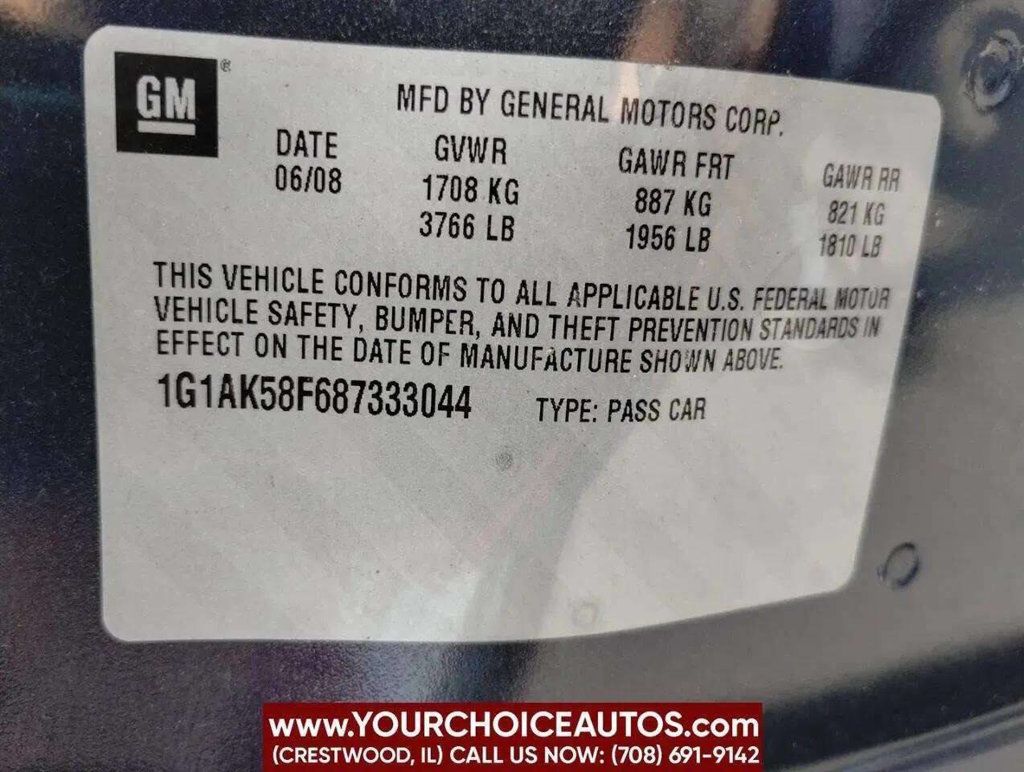 GM®
MFD BY GENERAL MOTORS CORP.
DATE GVWR GAWR FRT GAWR RR
06/08 1708 KG 887 KG 821 KG
3766 LB 1956 LB 1810 LB
THIS VEHICLE CONFORMS TO ALL APPLICABLE U.S. FEDERAL MOTOR
VEHICLE SAFETY, BUMPER, AND THEFT PREVENTION STANDARDS IN
EFFECT ON THE DATE OF MANUFACTURE SHOWN ABOVE.
1G1AK58F687333044 TYPE: PASS CAR
www.YOURCHOICEAUTOS.com
(CRESTWOOD, IL) CALL US NOW: (708) 691-9142